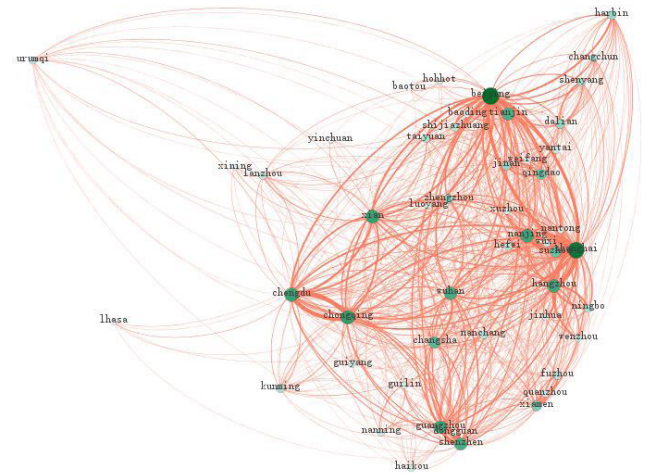 harbin
urumqi
changchun
hohhot
shenyang
baotou
beijing
baoding
tianjin
dalian
shijiazhuang
taiyuan
yinchuan
yantai
weifang
jinan
xining
lanzhou
qingdao
zhengzhou
luoyang
xuzhou
xian
nantong
nanjing
wuxi
hefei
suzhou
shanghai
hangzhou
chengdu
wuhan
ningbo
chongqing
jinhua
lhasa
nanchang
wenzhou
changsha
guiyang
fuzhou
kunming
guilin
quanzhou
xiamen
guangzhou
dongguan
nanning
shenzhen
haikou